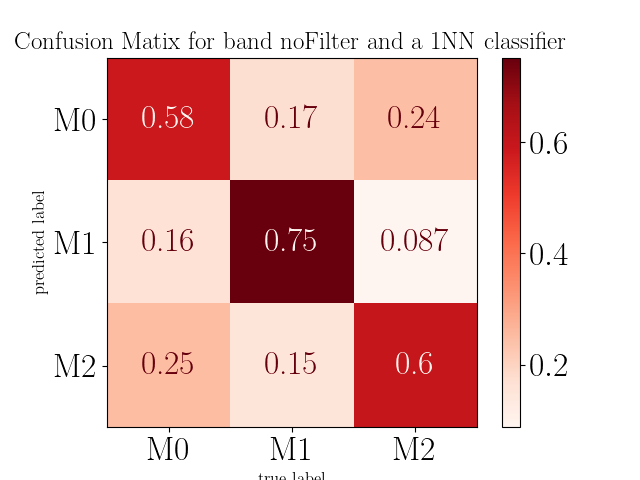 Confusion Matix for band noFilter and a 1NN classifier
M0 0.58 0.17 0.24
M1 0.16 0.75 0.087
M2 0.25 0.15 0.6
predicted label
M0 M1 M2
true label
0.6
0.4
0.2